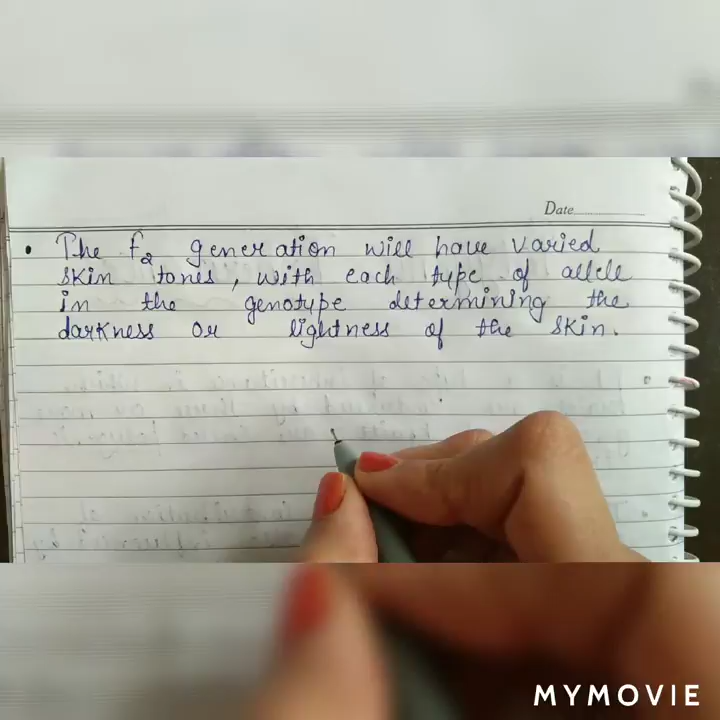 Date
• The f2 generation will have varied
skin tones, with each type of allele
in the genotype determining the
darkness or lightness of the skin.
MYMOVIE